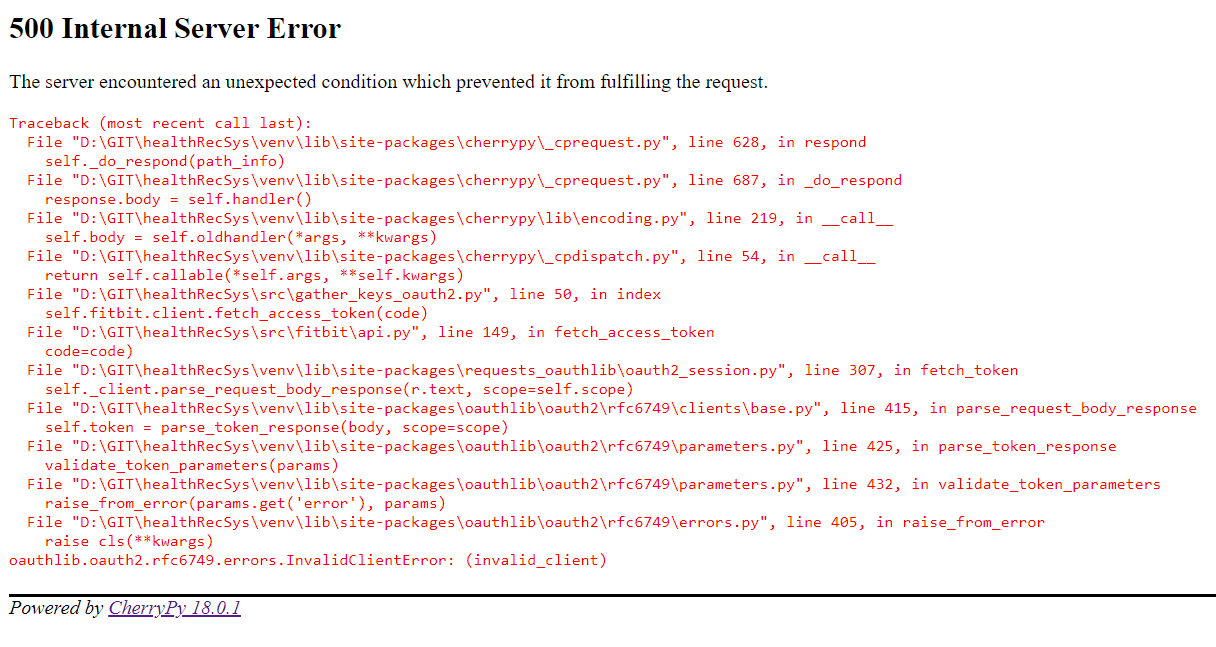 500 Internal Server Error
The server encountered an unexpected condition which prevented it from fulfilling the request.
Traceback (most recent call last):
  File "D:\GIT\healthRecSys\venv\lib\site-packages\cherrypy\_cprequest.py", line 628, in respond
    self._do_respond(path_info)
  File "D:\GIT\healthRecSys\venv\lib\site-packages\cherrypy\_cprequest.py", line 687, in _do_respond
    response.body = self.handler()
  File "D:\GIT\healthRecSys\venv\lib\site-packages\cherrypy\lib\encoding.py", line 219, in __call__
    self.body = self.oldhandler(*args, **kwargs)
  File "D:\GIT\healthRecSys\venv\lib\site-packages\cherrypy\_cpdispatch.py", line 54, in __call__
    return self.callable(*self.args, **self.kwargs)
  File "D:\GIT\healthRecSys\src\gather_keys_oauth2.py", line 50, in index
    self.fitbit.client.fetch_access_token(code)
  File "D:\GIT\healthRecSys\src\fitbit\api.py", line 149, in fetch_access_token
    code=code)
  File "D:\GIT\healthRecSys\venv\lib\site-packages\requests_oauthlib\oauth2_session.py", line 307, in fetch_token
    self._client.parse_request_body_response(r.text, scope=self.scope)
  File "D:\GIT\healthRecSys\venv\lib\site-packages\oauthlib\oauth2\rfc6749\clients\base.py", line 415, in parse_request_body_response
    self.token = parse_token_response(body, scope=scope)
  File "D:\GIT\healthRecSys\venv\lib\site-packages\oauthlib\oauth2\rfc6749\parameters.py", line 425, in parse_token_response
    validate_token_parameters(params)
  File "D:\GIT\healthRecSys\venv\lib\site-packages\oauthlib\oauth2\rfc6749\parameters.py", line 432, in validate_token_parameters
    raise_from_error(params.get('error'), params)
  File "D:\GIT\healthRecSys\venv\lib\site-packages\oauthlib\oauth2\rfc6749\errors.py", line 405, in raise_from_error
    raise cls(**kwargs)
oauthlib.oauth2.rfc6749.errors.InvalidClientError: (invalid_client)
Powered by CherryPy 18.0.1